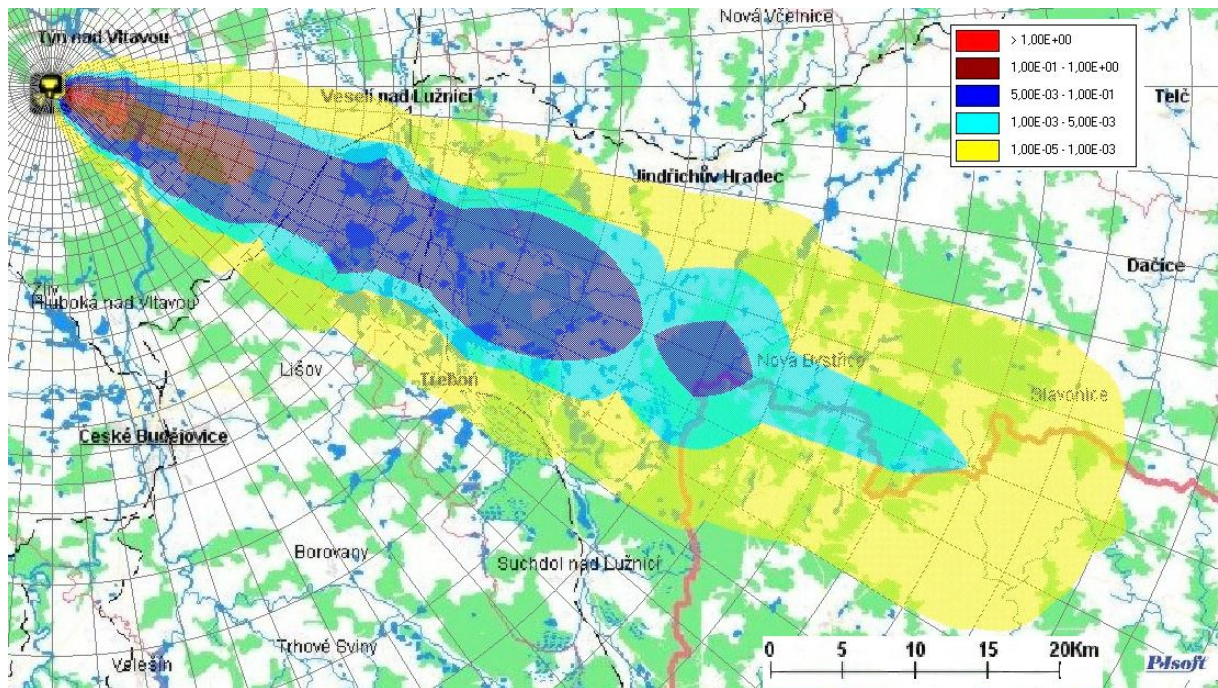 Nová Včelnice
Týn nad Vltavou
> 1,00E+00
1,00E-01 - 1,00E+00
5,00E-03 - 1,00E-01
1,00E-03 - 5,00E-03
1,00E-05 - 1,00E-03
Veselí nad Lužnicí
Telč
Jindřichův Hradec
Dačice
Zliv
Hluboká nad Vltavou
Nová Bystřice
Lišov
Třeboň
Slavonice
České Budějovice
Borovany
Suchdol nad Lužnicí
Trhové Sviny
Velešín
0 5 10 15 20Km